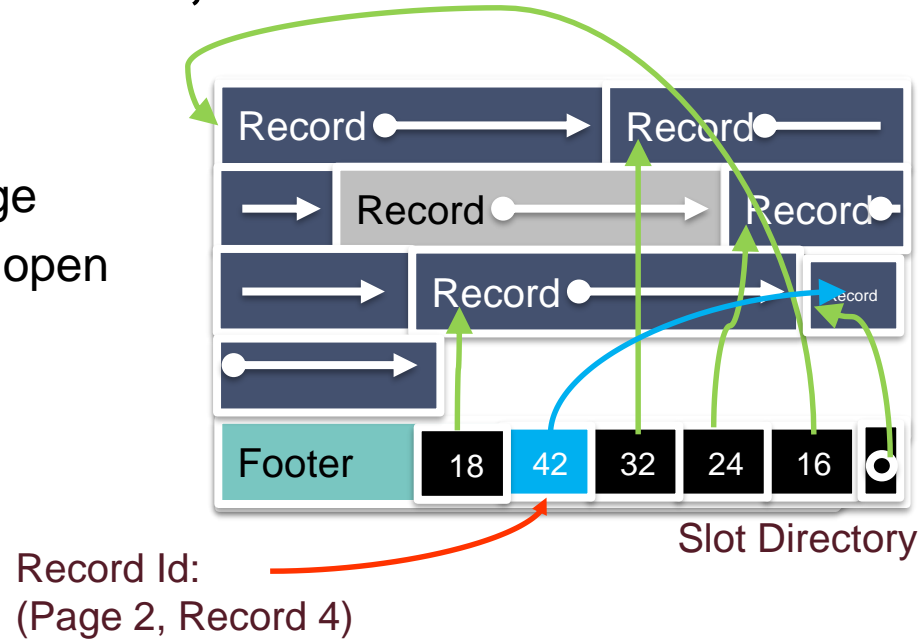 Record Record
ge
Record Record
open
Record Record
Footer 18 42 32 24 16
Slot Directory
Record Id:
(Page 2, Record 4)